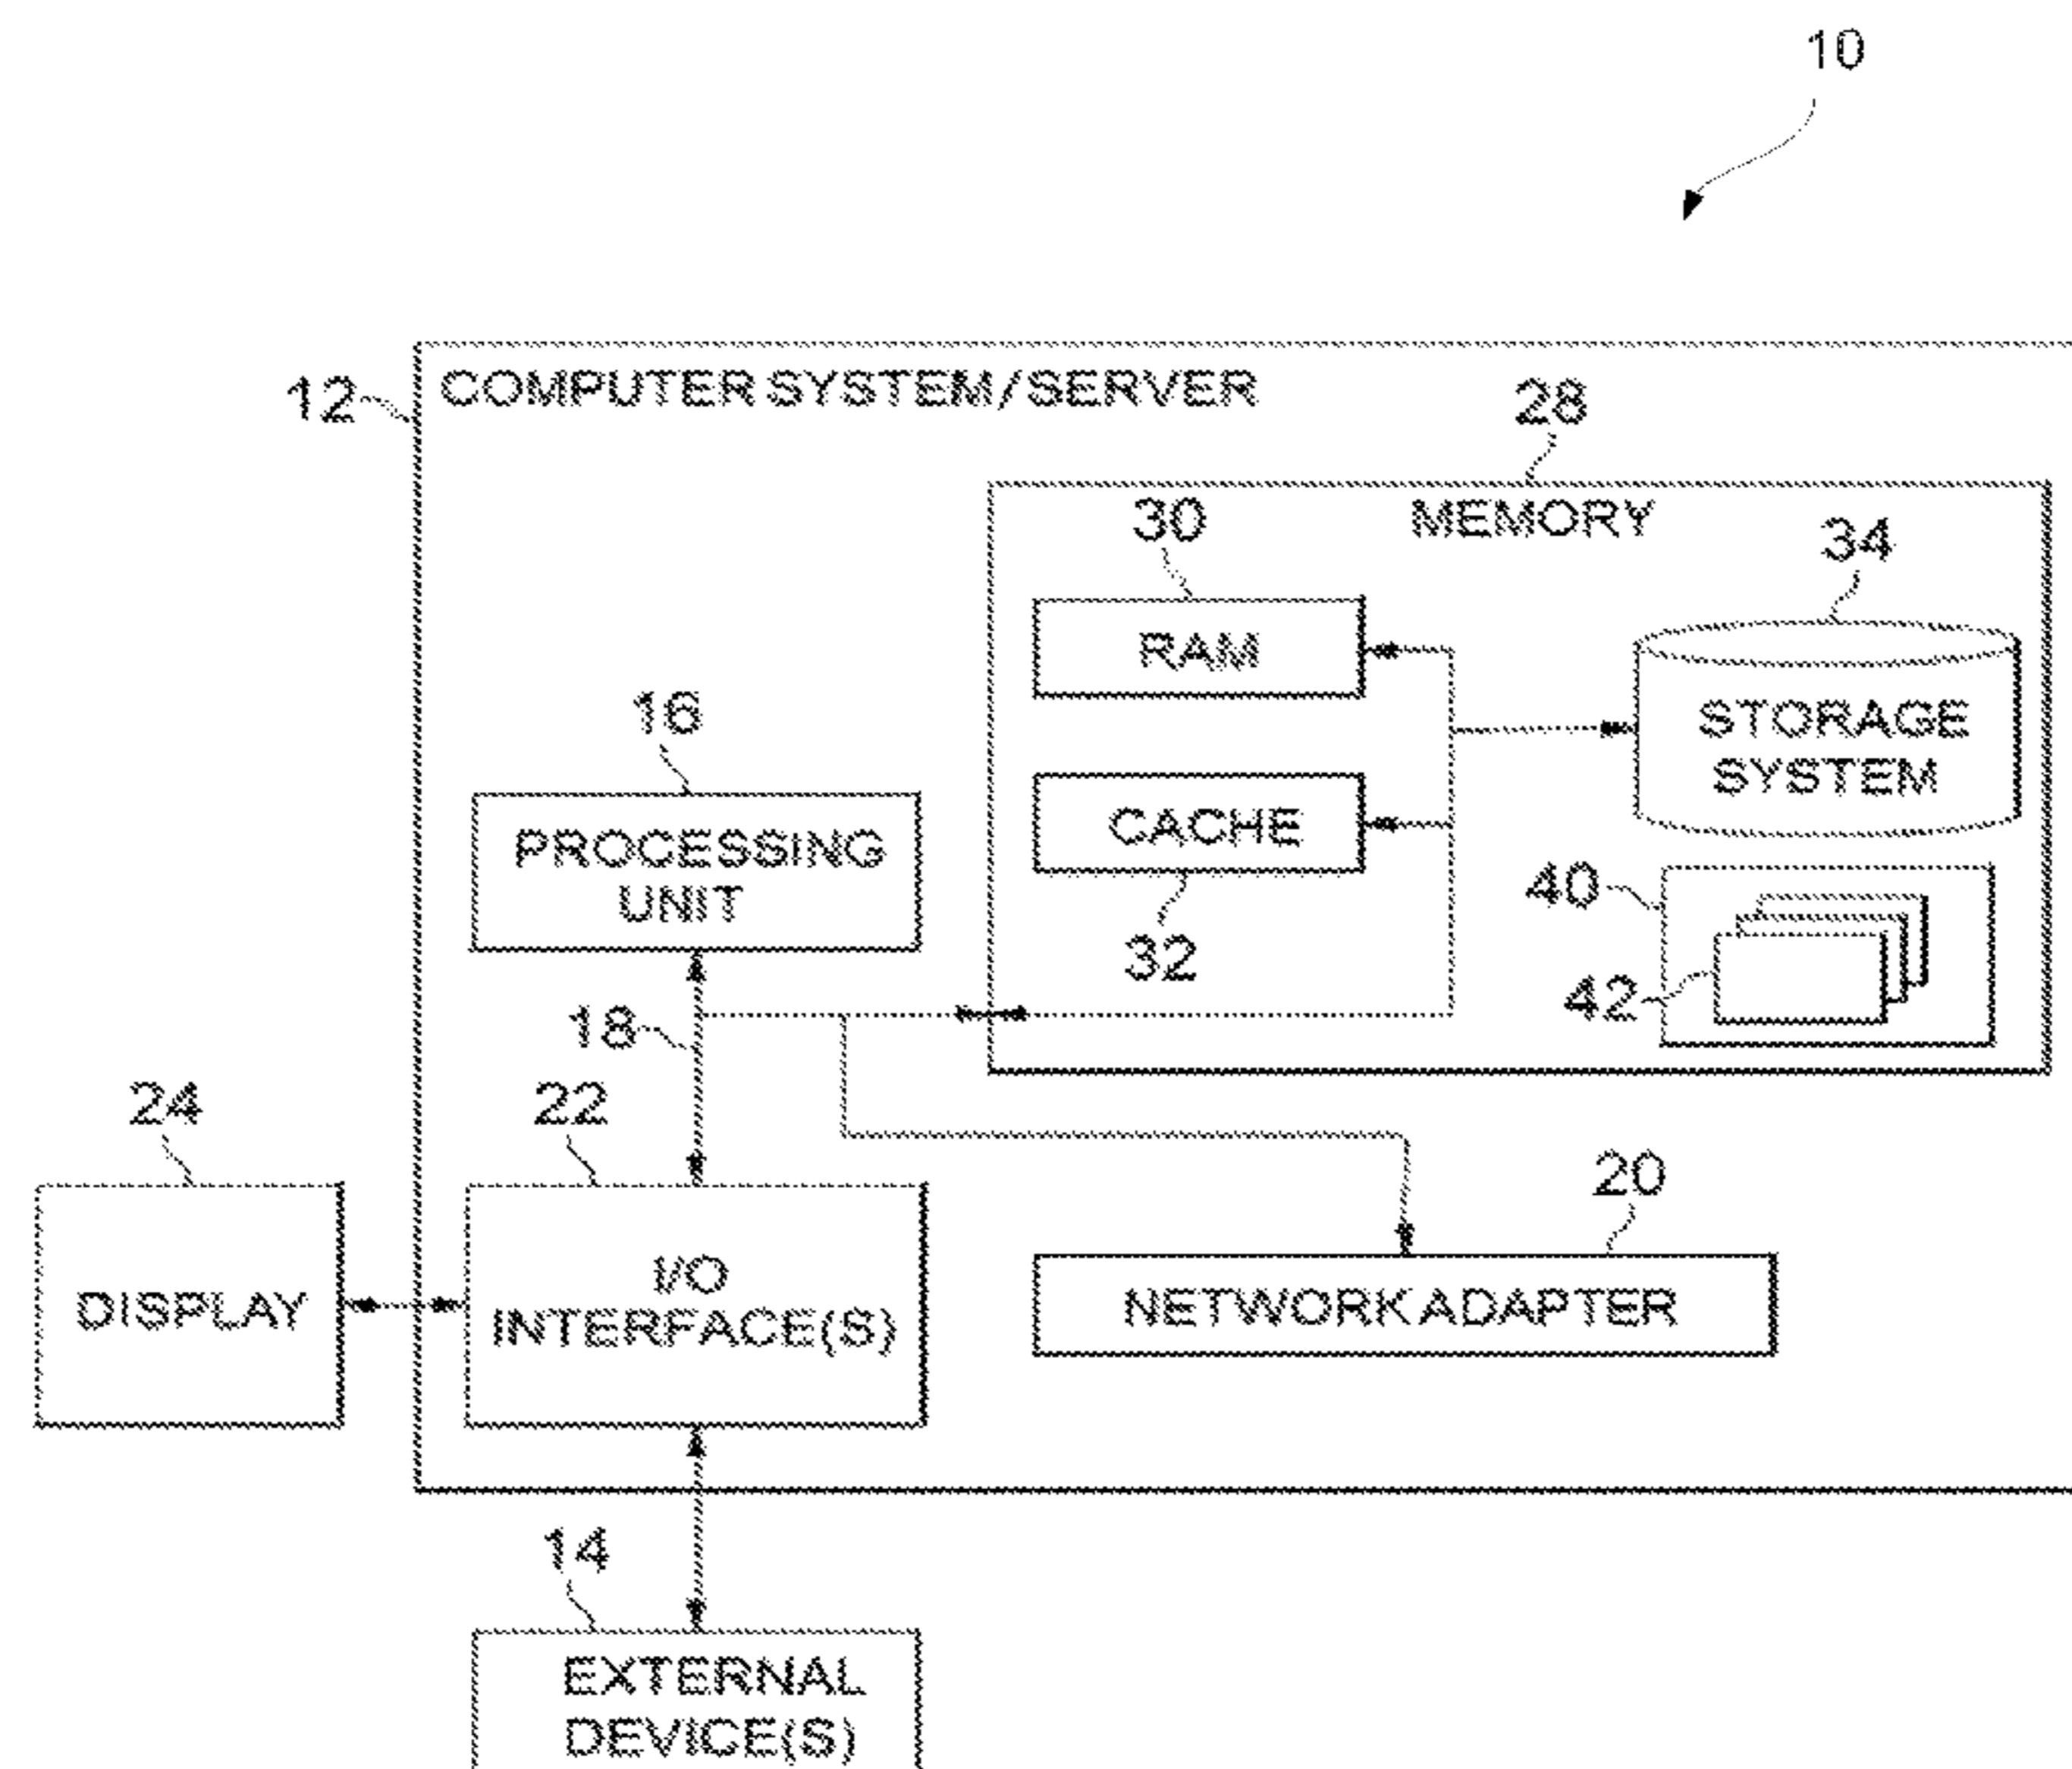 10
12
COMPUTER SYSTEM/SERVER
28
MEMORY
30
34
RAM
STORAGE
SYSTEM
16
PROCESSING
UNIT
CACHE
32
40
42
18
24
22
20
DISPLAY
I/O
INTERFACE(S)
NETWORK ADAPTER
14
EXTERNAL
DEVICE(S)